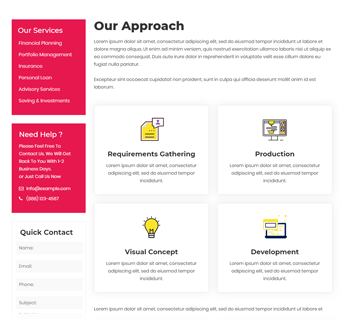 Our Services
Financial Planning
Portfolio Management
Insurance
Personal Loan
Advisory Services
Saving & Investments
Need Help ?
Please Feel Free To
Contact Us. We Will Get
Back To You With 1-2
Business Days.
or Just Call Us Now
info@example.com
(986) 123-4567
Quick Contact
Name:
Email:
Phone:
Subject:
Our Approach
Lorem ipsum dolor sit amet, consectetur adipiscing elit, sed do eiusmod tempor incididunt ut labore et
dolore magna aliqua. Ut enim ad minim veniam, quis nostrud exercitation ullamco laboris nisi ut aliquip ex
ea commodo consequat. Duis aute irure dolor in reprehenderit in voluptate velit esse cillum dolore eu
fugiat nulla pariatur.
Excepteur sint occaecat cupidatat non proident, sunt in culpa qui officia deserunt mollit anim id est
laborum.
Requirements Gathering
Lorem ipsum dolor sit amet, consectetur
adipiscing elit, sed do eiusmod tempor
incididunt.
Production
Lorem ipsum dolor sit amet, consectetur
adipiscing elit, sed do eiusmod tempor
incididunt.
Visual Concept
Lorem ipsum dolor sit amet, consectetur
adipiscing elit, sed do eiusmod tempor
incididunt.
Development
Lorem ipsum dolor sit amet, consectetur
adipiscing elit, sed do eiusmod tempor
incididunt.
Lorem ipsum dolor sit amet, consectetur adipiscing elit, sed do eiusmod tempor incididunt ut labore et